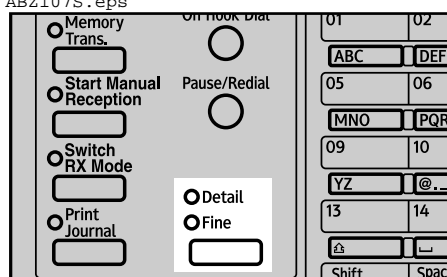 ABZ107S.eps
Memory
Trans.
On Hook Dial
Start Manual
Reception
Pause/Redial
Switch
RX Mode
Detail
Fine
Print
Journal
01
02
ABC
DEF
05
06
MNO
PQR
09
10
YZ
@._
13
14
Shift
Spac